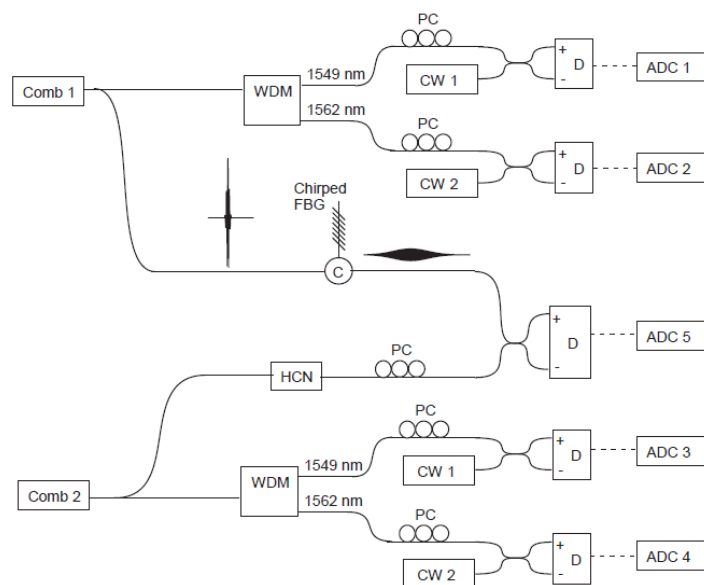 PC
1549 nm
+
D
ADC 1
Comb 1
WDM
CW 1
-
1562 nm
PC
+
D
ADC 2
CW 2
-
Chirped
FBG
C
+
D
ADC 5
-
PC
HCN
PC
1549 nm
+
D
ADC 3
WDM
CW 1
-
Comb 2
1562 nm
PC
+
D
ADC 4
CW 2
-